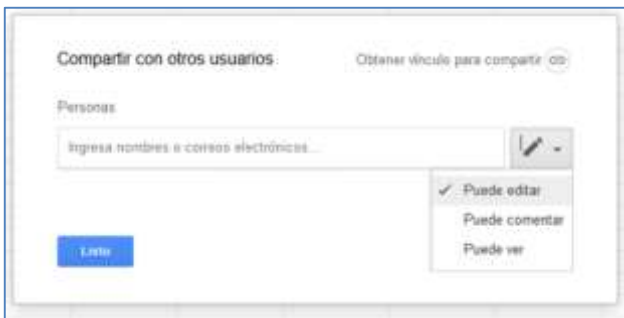 Compartir con otros usuarios
Obtener vínculo para compartir
Personas
Ingresa nombres o correos electrónicos...
Puede editar
Puede comentar
Puede ver
Listo